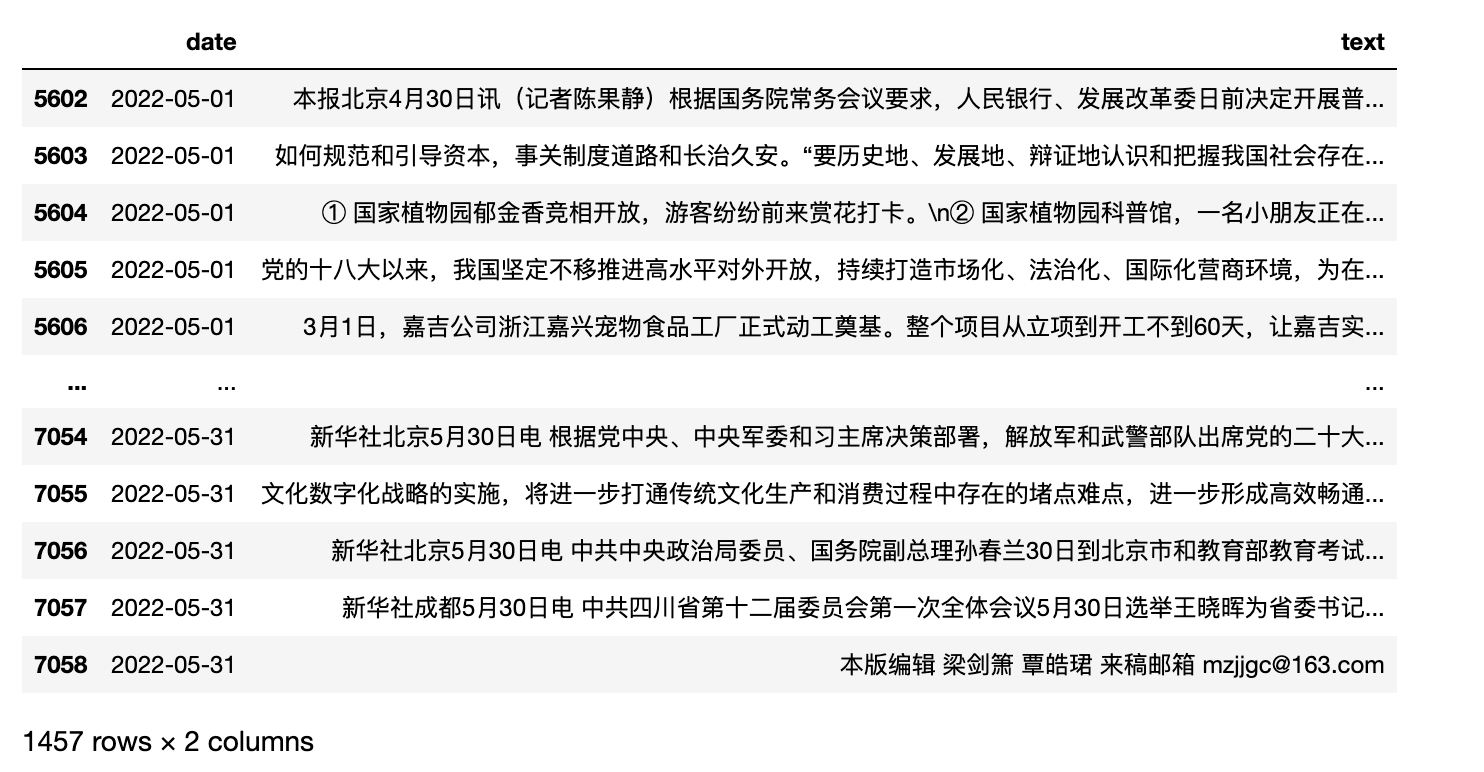 date text
5602 2022-05-01 本报北京4月30日讯（记者陈果静）根据国务院常务会议要求，人民银行、发展改革委日前决定开展普...
5603 2022-05-01 如何规范和引导资本，事关制度道路和长治久安。“要历史地、发展地、辩证地认识和把握我国社会存在...
5604 2022-05-01 ① 国家植物园郁金香竞相开放，游客纷纷前来赏花打卡。\n② 国家植物园科普馆，一名小朋友正在...
5605 2022-05-01 党的十八大以来，我国坚定不移推进高水平对外开放，持续打造市场化、法治化、国际化营商环境，为在...
5606 2022-05-01 3月1日，嘉吉公司浙江嘉兴宠物食品工厂正式动工奠基。整个项目从立项到开工不到60天，让嘉吉实...
... ... ...
7054 2022-05-31 新华社北京5月30日电 根据党中央、中央军委和习主席决策部署，解放军和武警部队出席党的二十大...
7055 2022-05-31 文化数字化战略的实施，将进一步打通传统文化生产和消费过程中存在的堵点难点，进一步形成高效畅通...
7056 2022-05-31 新华社北京5月30日电 中共中央政治局委员、国务院副总理孙春兰30日到北京市和教育部教育考试...
7057 2022-05-31 新华社成都5月30日电 中共四川省第十二届委员会第一次全体会议5月30日选举王晓晖为省委书记...
7058 2022-05-31 本版编辑 梁剑箫 覃皓珺 来稿邮箱 mzjjgc@163.com
1457 rows × 2 columns